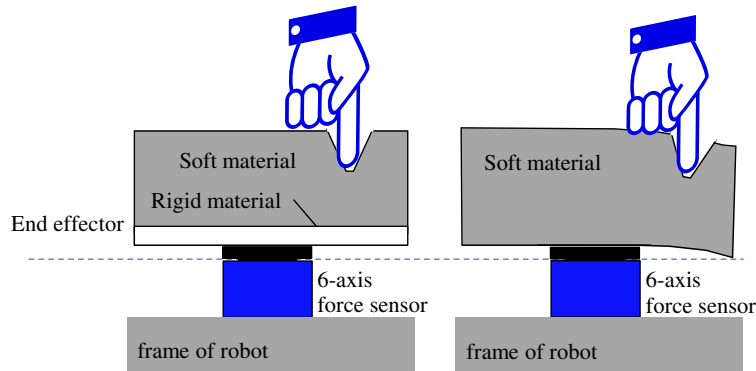 Soft material
Rigid material
End effector
6-axis
force sensor
frame of robot
Soft material
6-axis
force sensor
frame of robot